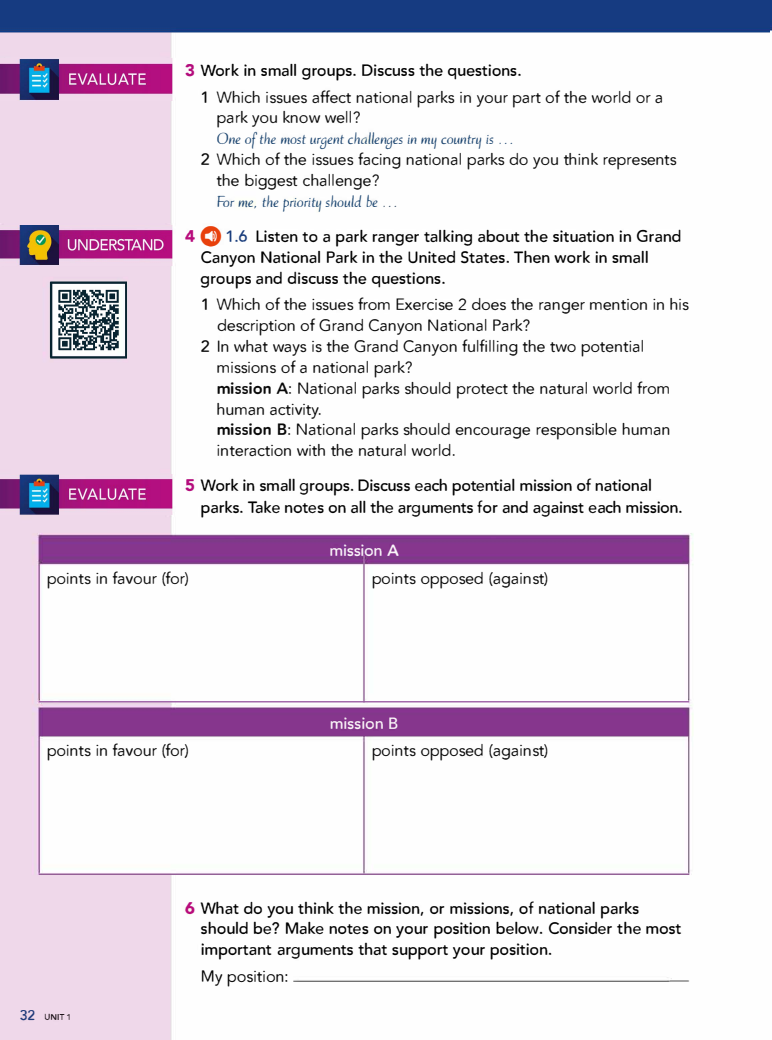 EVALUATE
3 Work in small groups. Discuss the questions.
1 Which issues affect national parks in your part of the world or a
park you know well?
One of the most urgent challenges in my country is ...
2 Which of the issues facing national parks do you think represents
the biggest challenge?
For me, the priority should be ...
UNDERSTAND
4 1.6 Listen to a park ranger talking about the situation in Grand
Canyon National Park in the United States. Then work in small
groups and discuss the questions.
1 Which of the issues from Exercise 2 does the ranger mention in his
description of Grand Canyon National Park?
2 In what ways is the Grand Canyon fulfilling the two potential
missions of a national park?
mission A: National parks should protect the natural world from
human activity.
mission B: National parks should encourage responsible human
interaction with the natural world.
EVALUATE
5 Work in small groups. Discuss each potential mission of national
parks. Take notes on all the arguments for and against each mission.
mission A
points in favour (for)
points opposed (against)
mission B
points in favour (for)
points opposed (against)
6 What do you think the mission, or missions, of national parks
should be? Make notes on your position below. Consider the most
important arguments that support your position.
My position:
32 UNIT 1